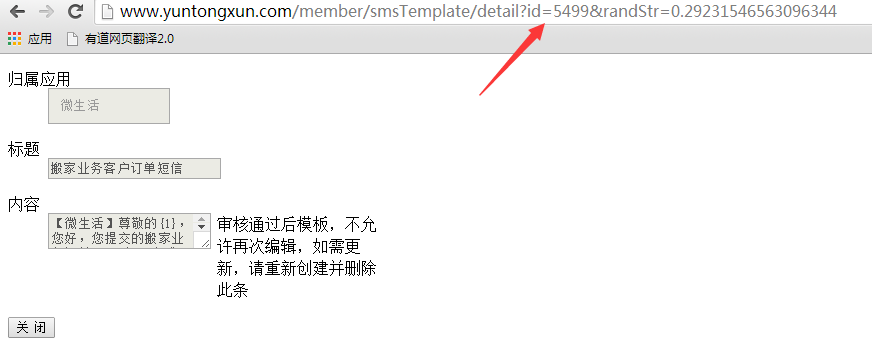 www.yuntongxun.com/member/smsTemplate/detail?id=5499&randStr=0.29231546563096344
应用 有道网页翻译2.0
归属应用
微生活
标题
搬家业务客户订单短信
内容
【微生活】尊敬的{1}，
您好，您提交的搬家业
审核通过后模板，不允
许再次编辑，如需更
新，请重新创建并删除
此条
关 闭